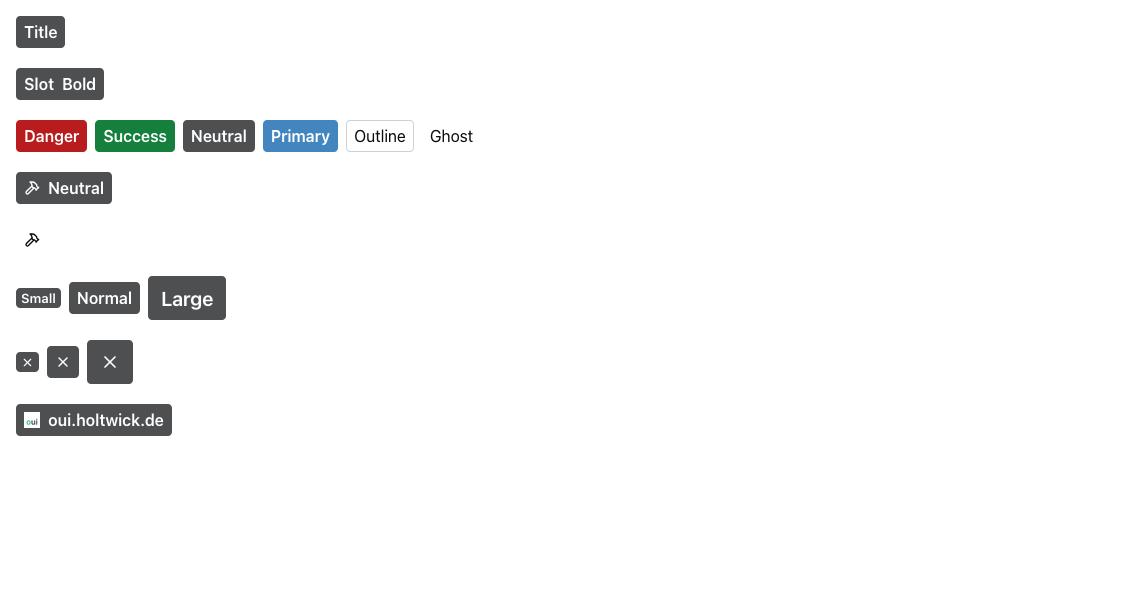 Title
Slot Bold
Danger Success Neutral Primary Outline Ghost
Neutral
Small Normal Large
oui oui.holtwick.de